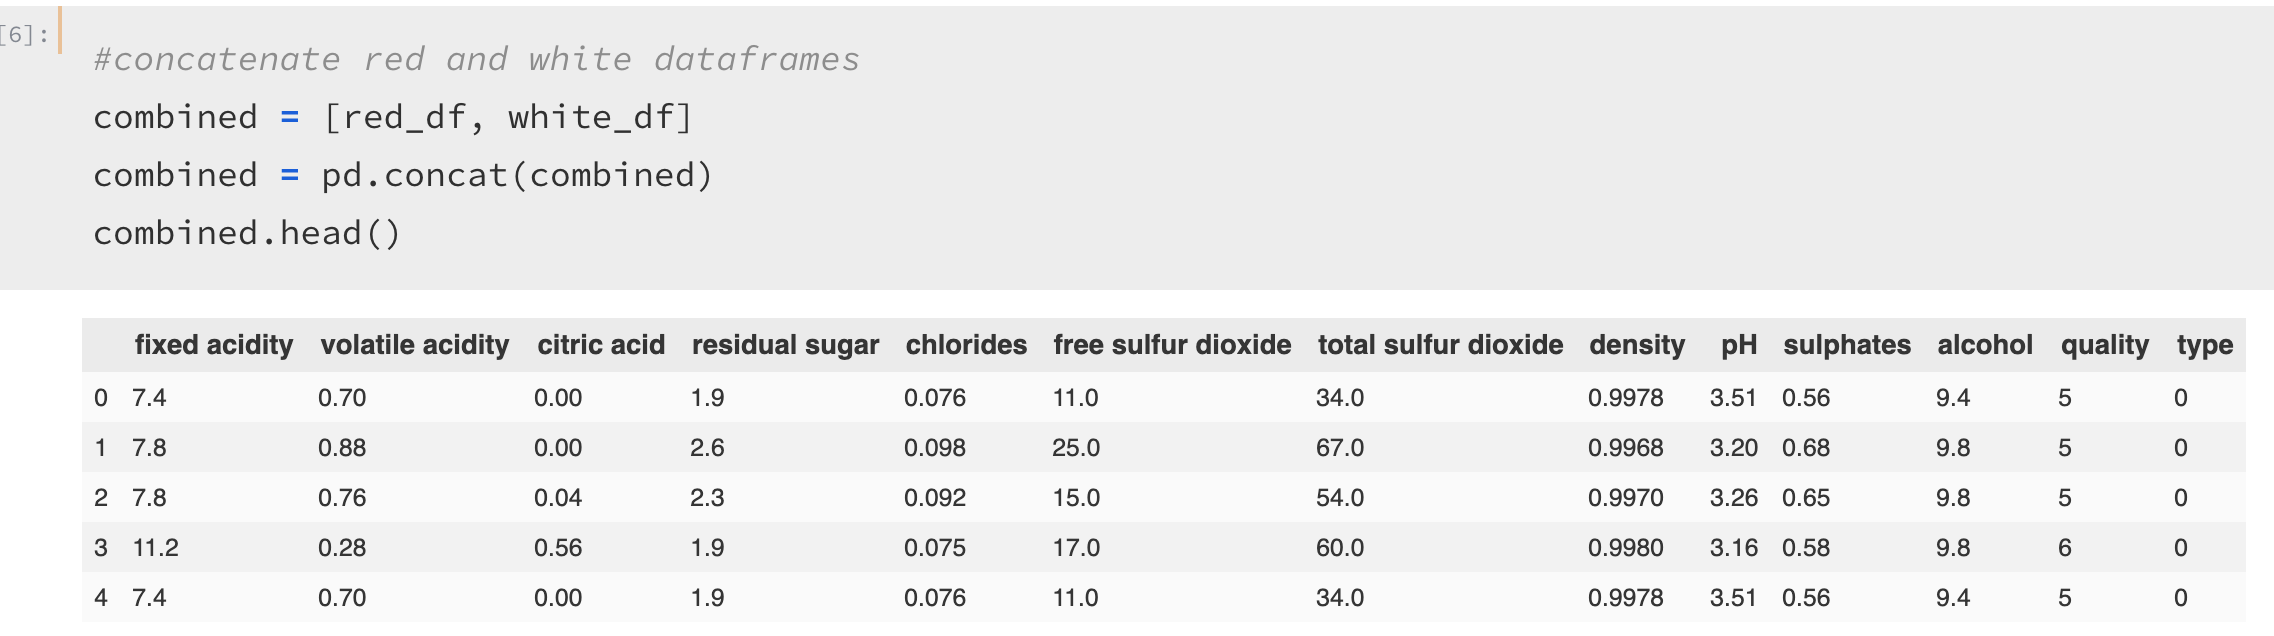 [6]:
#concatenate red and white dataframes
combined = [red_df, white_df]
combined = pd.concat(combined)
combined.head()
fixed acidity volatile acidity citric acid residual sugar chlorides free sulfur dioxide total sulfur dioxide density pH sulphates alcohol quality type
0 7.4 0.70 0.00 1.9 0.076 11.0 34.0 0.9978 3.51 0.56 9.4 5 0
1 7.8 0.88 0.00 2.6 0.098 25.0 67.0 0.9968 3.20 0.68 9.8 5 0
2 7.8 0.76 0.04 2.3 0.092 15.0 54.0 0.9970 3.26 0.65 9.8 5 0
3 11.2 0.28 0.56 1.9 0.075 17.0 60.0 0.9980 3.16 0.58 9.8 6 0
4 7.4 0.70 0.00 1.9 0.076 11.0 34.0 0.9978 3.51 0.56 9.4 5 0